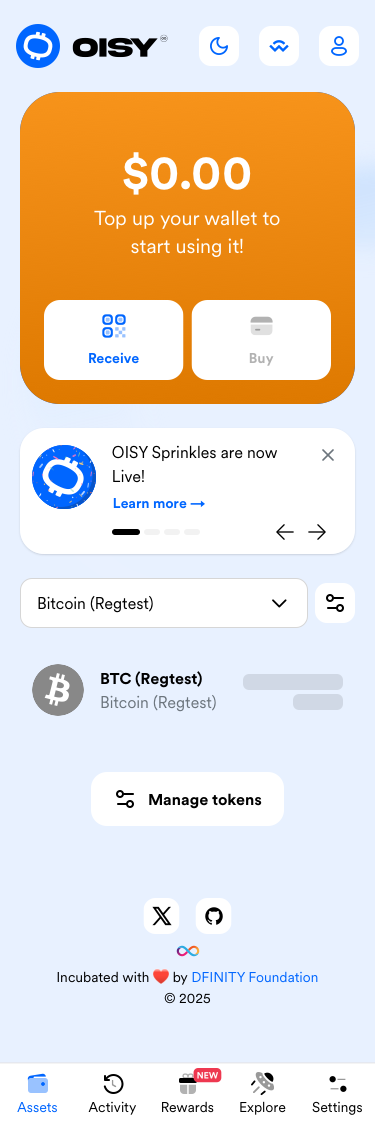 OISY
$0.00
Top up your wallet to
start using it!
Receive
Buy
OISY Sprinkles are now
Live!
Learn more →
Bitcoin (Regtest)
BTC (Regtest)
Bitcoin (Regtest)
Manage tokens
Incubated with ❤️ by DFINITY Foundation
© 2025
NEW
Assets
Activity
Rewards
Explore
Settings